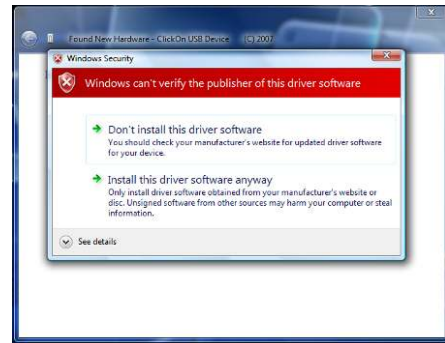 Found New Hardware - ClickOn USB Device (C) 2007
Windows Security
Windows can't verify the publisher of this driver software
Don't install this driver software
You should check your manufacturer's website for updated driver software
for your device.
Install this driver software anyway
Only install driver software obtained from your manufacturer's website or
disc. Unsigned software from other sources may harm your computer or steal
information.
See details